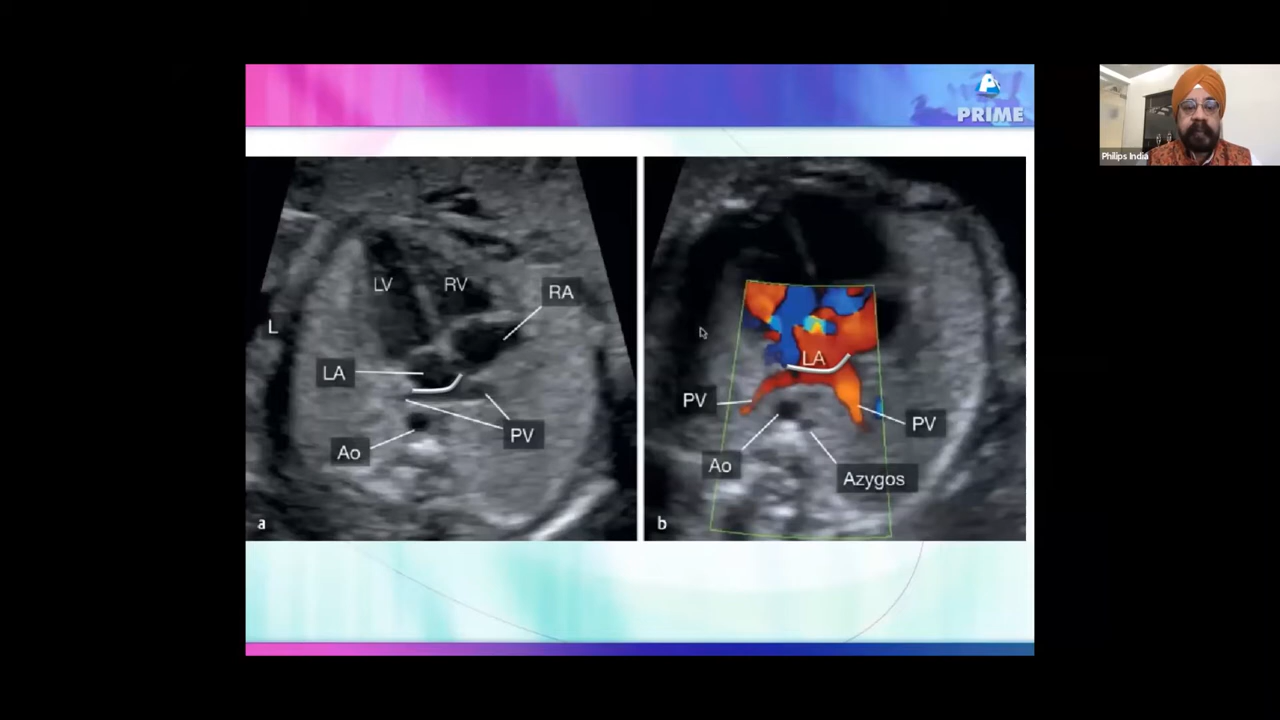 PRIME
Philips India
LV
RV
RA
L
LA
PV
Ao
a
LA
PV
PV
Ao
Azygos
b